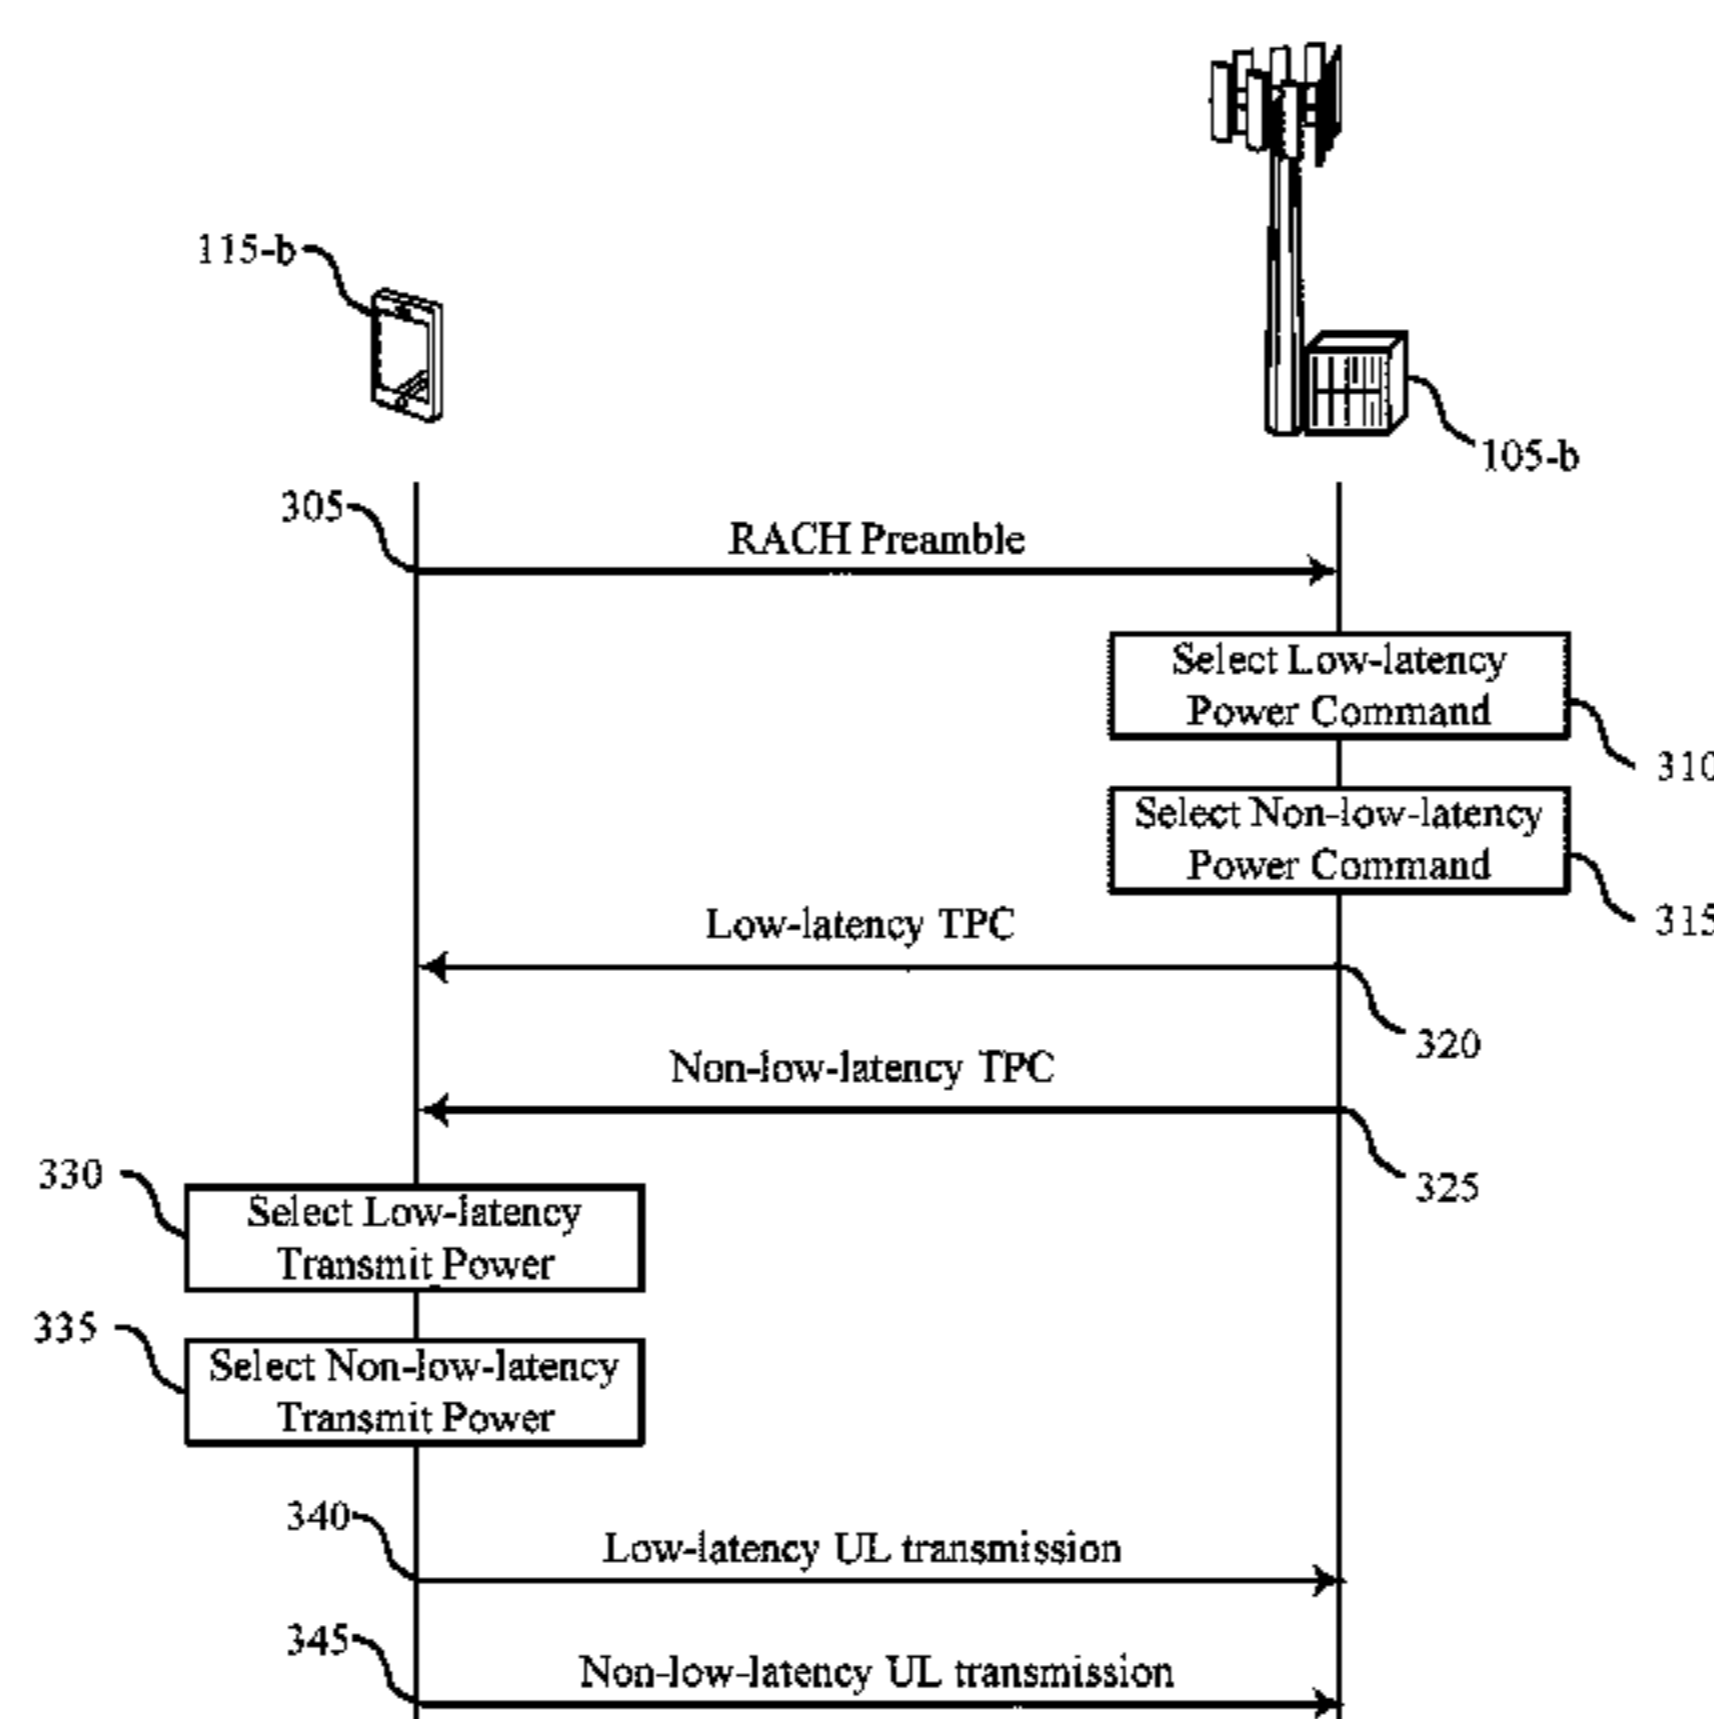 115-b
105-b
305
RACH Preamble
Select Low-latency
Power Command
310
Select Non-low-latency
Power Command
315
Low-latency TPC
320
Non-low-latency TPC
325
330
Select Low-latency
Transmit Power
335
Select Non-low-latency
Transmit Power
340
Low-latency UL transmission
345
Non-low-latency UL transmission